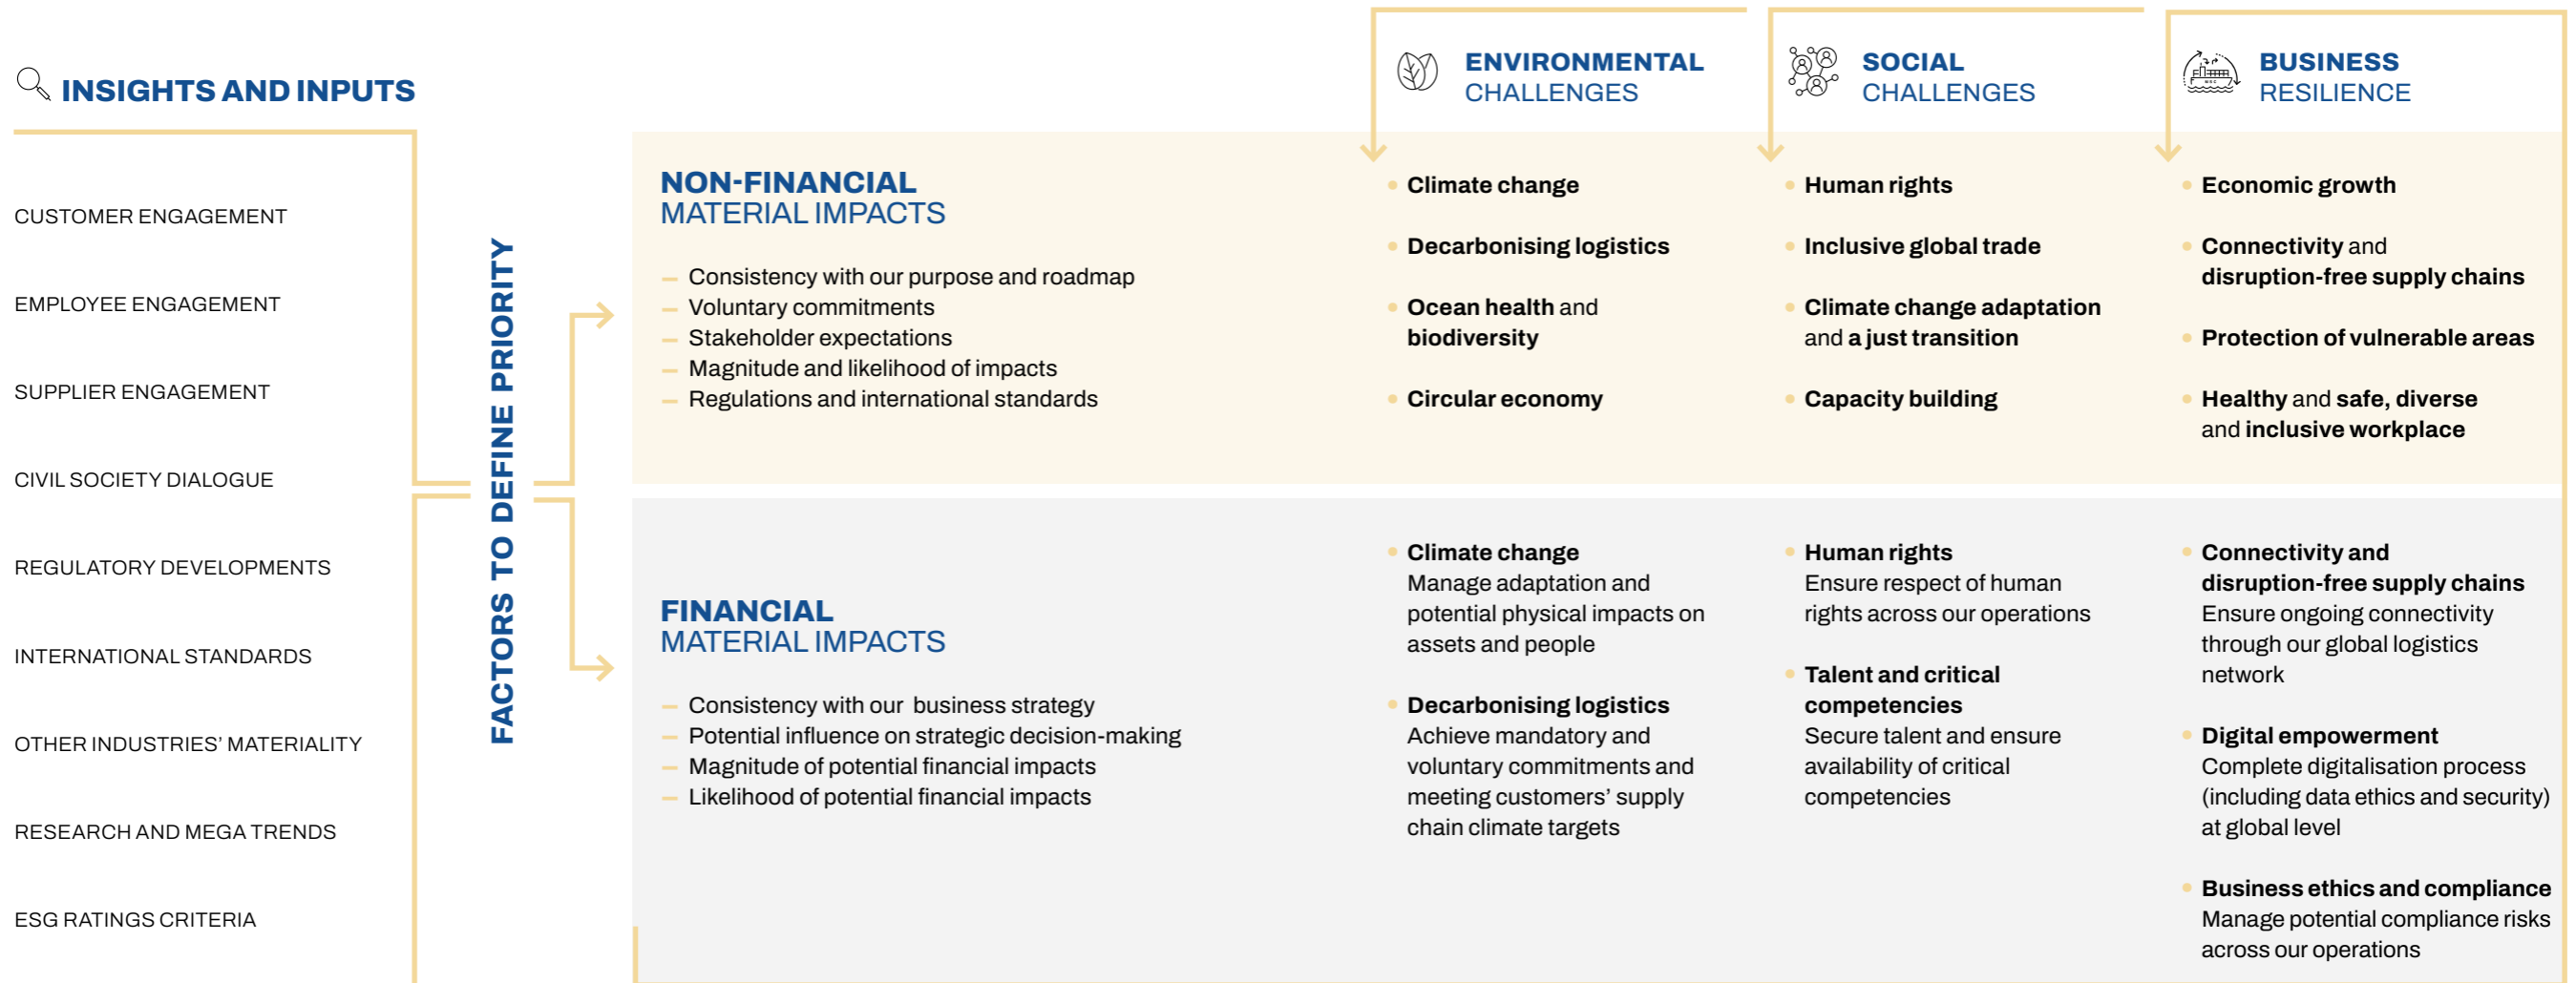 INSIGHTS AND INPUTS
CUSTOMER ENGAGEMENT
EMPLOYEE ENGAGEMENT
SUPPLIER ENGAGEMENT
CIVIL SOCIETY DIALOGUE
REGULATORY DEVELOPMENTS
INTERNATIONAL STANDARDS
OTHER INDUSTRIES’ MATERIALITY
RESEARCH AND MEGA TRENDS
ESG RATINGS CRITERIA
FACTORS TO DEFINE PRIORITY
NON-FINANCIAL
MATERIAL IMPACTS
– Consistency with our purpose and roadmap
– Voluntary commitments
– Stakeholder expectations
– Magnitude and likelihood of impacts
– Regulations and international standards
FINANCIAL
MATERIAL IMPACTS
– Consistency with our business strategy
– Potential influence on strategic decision-making
– Magnitude of potential financial impacts
– Likelihood of potential financial impacts
ENVIRONMENTAL
CHALLENGES
• Climate change
• Decarbonising logistics
• Ocean health and
biodiversity
• Circular economy
• Climate change
Manage adaptation and
potential physical impacts on
assets and people
• Decarbonising logistics
Achieve mandatory and
voluntary commitments and
meeting customers’ supply
chain climate targets
SOCIAL
CHALLENGES
• Human rights
• Inclusive global trade
• Climate change adaptation
and a just transition
• Capacity building
• Human rights
Ensure respect of human
rights across our operations
• Talent and critical
competencies
Secure talent and ensure
availability of critical
competencies
BUSINESS
RESILIENCE
• Economic growth
• Connectivity and
disruption-free supply chains
• Protection of vulnerable areas
• Healthy and safe, diverse
and inclusive workplace
• Connectivity and
disruption-free supply chains
Ensure ongoing connectivity
through our global logistics
network
• Digital empowerment
Complete digitalisation process
(including data ethics and security)
at global level
• Business ethics and compliance
Manage potential compliance risks
across our operations